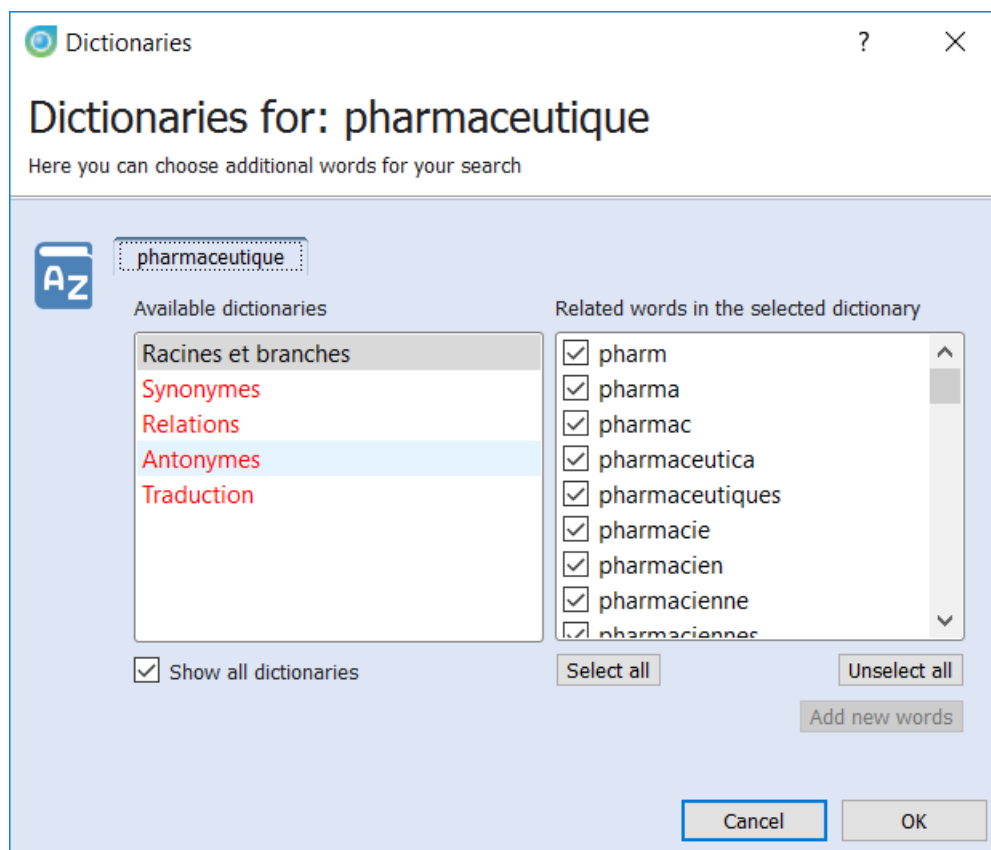 Dictionaries
?
Dictionaries for: pharmaceutique
Here you can choose additional words for your search
AZ
pharmaceutique
Available dictionaries
Related words in the selected dictionary
Racines et branches
Synonymes
Relations
Antonymes
Traduction
pharm
pharma
pharmac
pharmaceutica
pharmaceutiques
pharmacie
pharmacien
pharmacienne
pharmaciennes
Show all dictionaries
Select all
Unselect all
Add new words
Cancel
OK